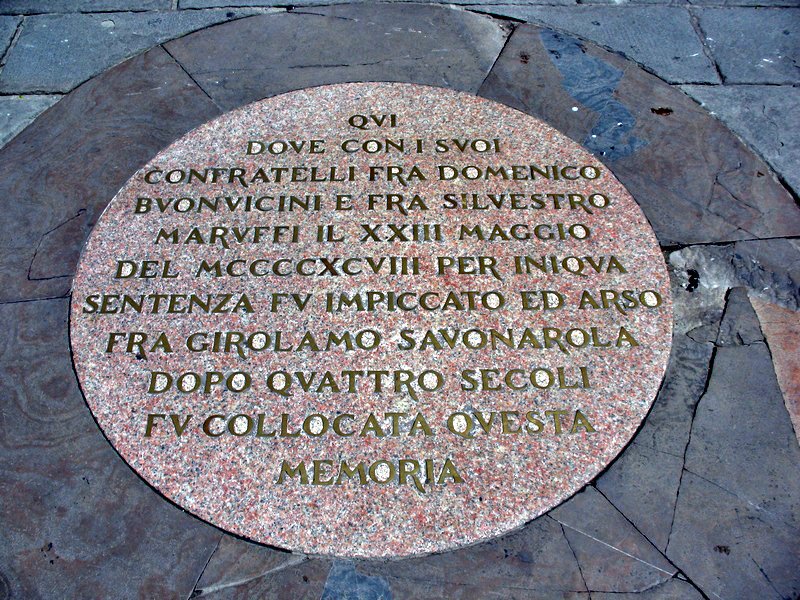 QVI
DOVE CON I SVOI
CONFRATELLI FRA DOMENICO
BVONVICINI E FRA SILVESTRO
MARVFFI IL XXIII MAGGIO
DEL MCCCCXCVIII PER INIQVA
SENTENZA FV IMPICCATO ED ARSO
FRA GIROLAMO SAVONAROLA
DOPO QVATTRO SECOLI
FV COLLOCATA QVESTA
MEMORIA